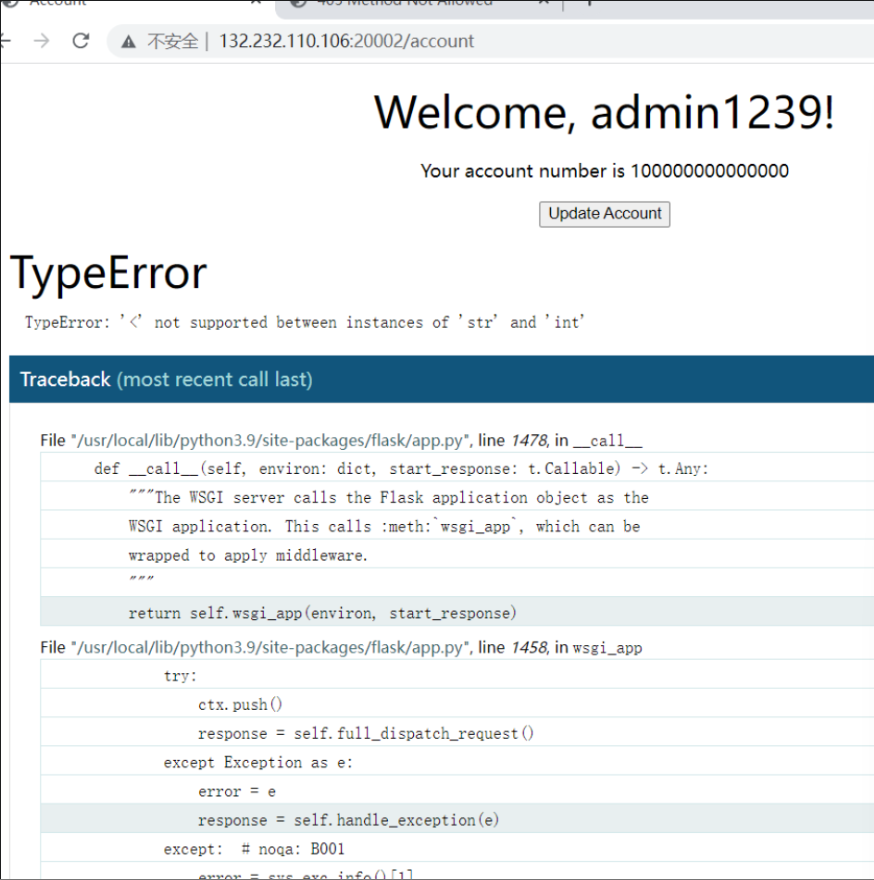 Account
405 Method Not Allowed
不安全 | 132.232.110.106:20002/account
Welcome, admin1239!
Your account number is 100000000000000
Update Account
TypeError
TypeError: '<' not supported between instances of 'str' and 'int'
Traceback (most recent call last)
File "/usr/local/lib/python3.9/site-packages/flask/app.py", line 1478, in __call__
def __call__(self, environ: dict, start_response: t.Callable) -> t.Any:
"""The WSGI server calls the Flask application object as the
WSGI application. This calls :meth:`wsgi_app`, which can be
wrapped to apply middleware.
"""
return self.wsgi_app(environ, start_response)
File "/usr/local/lib/python3.9/site-packages/flask/app.py", line 1458, in wsgi_app
try:
ctx.push()
response = self.full_dispatch_request()
except Exception as e:
error = e
response = self.handle_exception(e)
except:  # noqa: B001
error = sys.exc_info()[1]